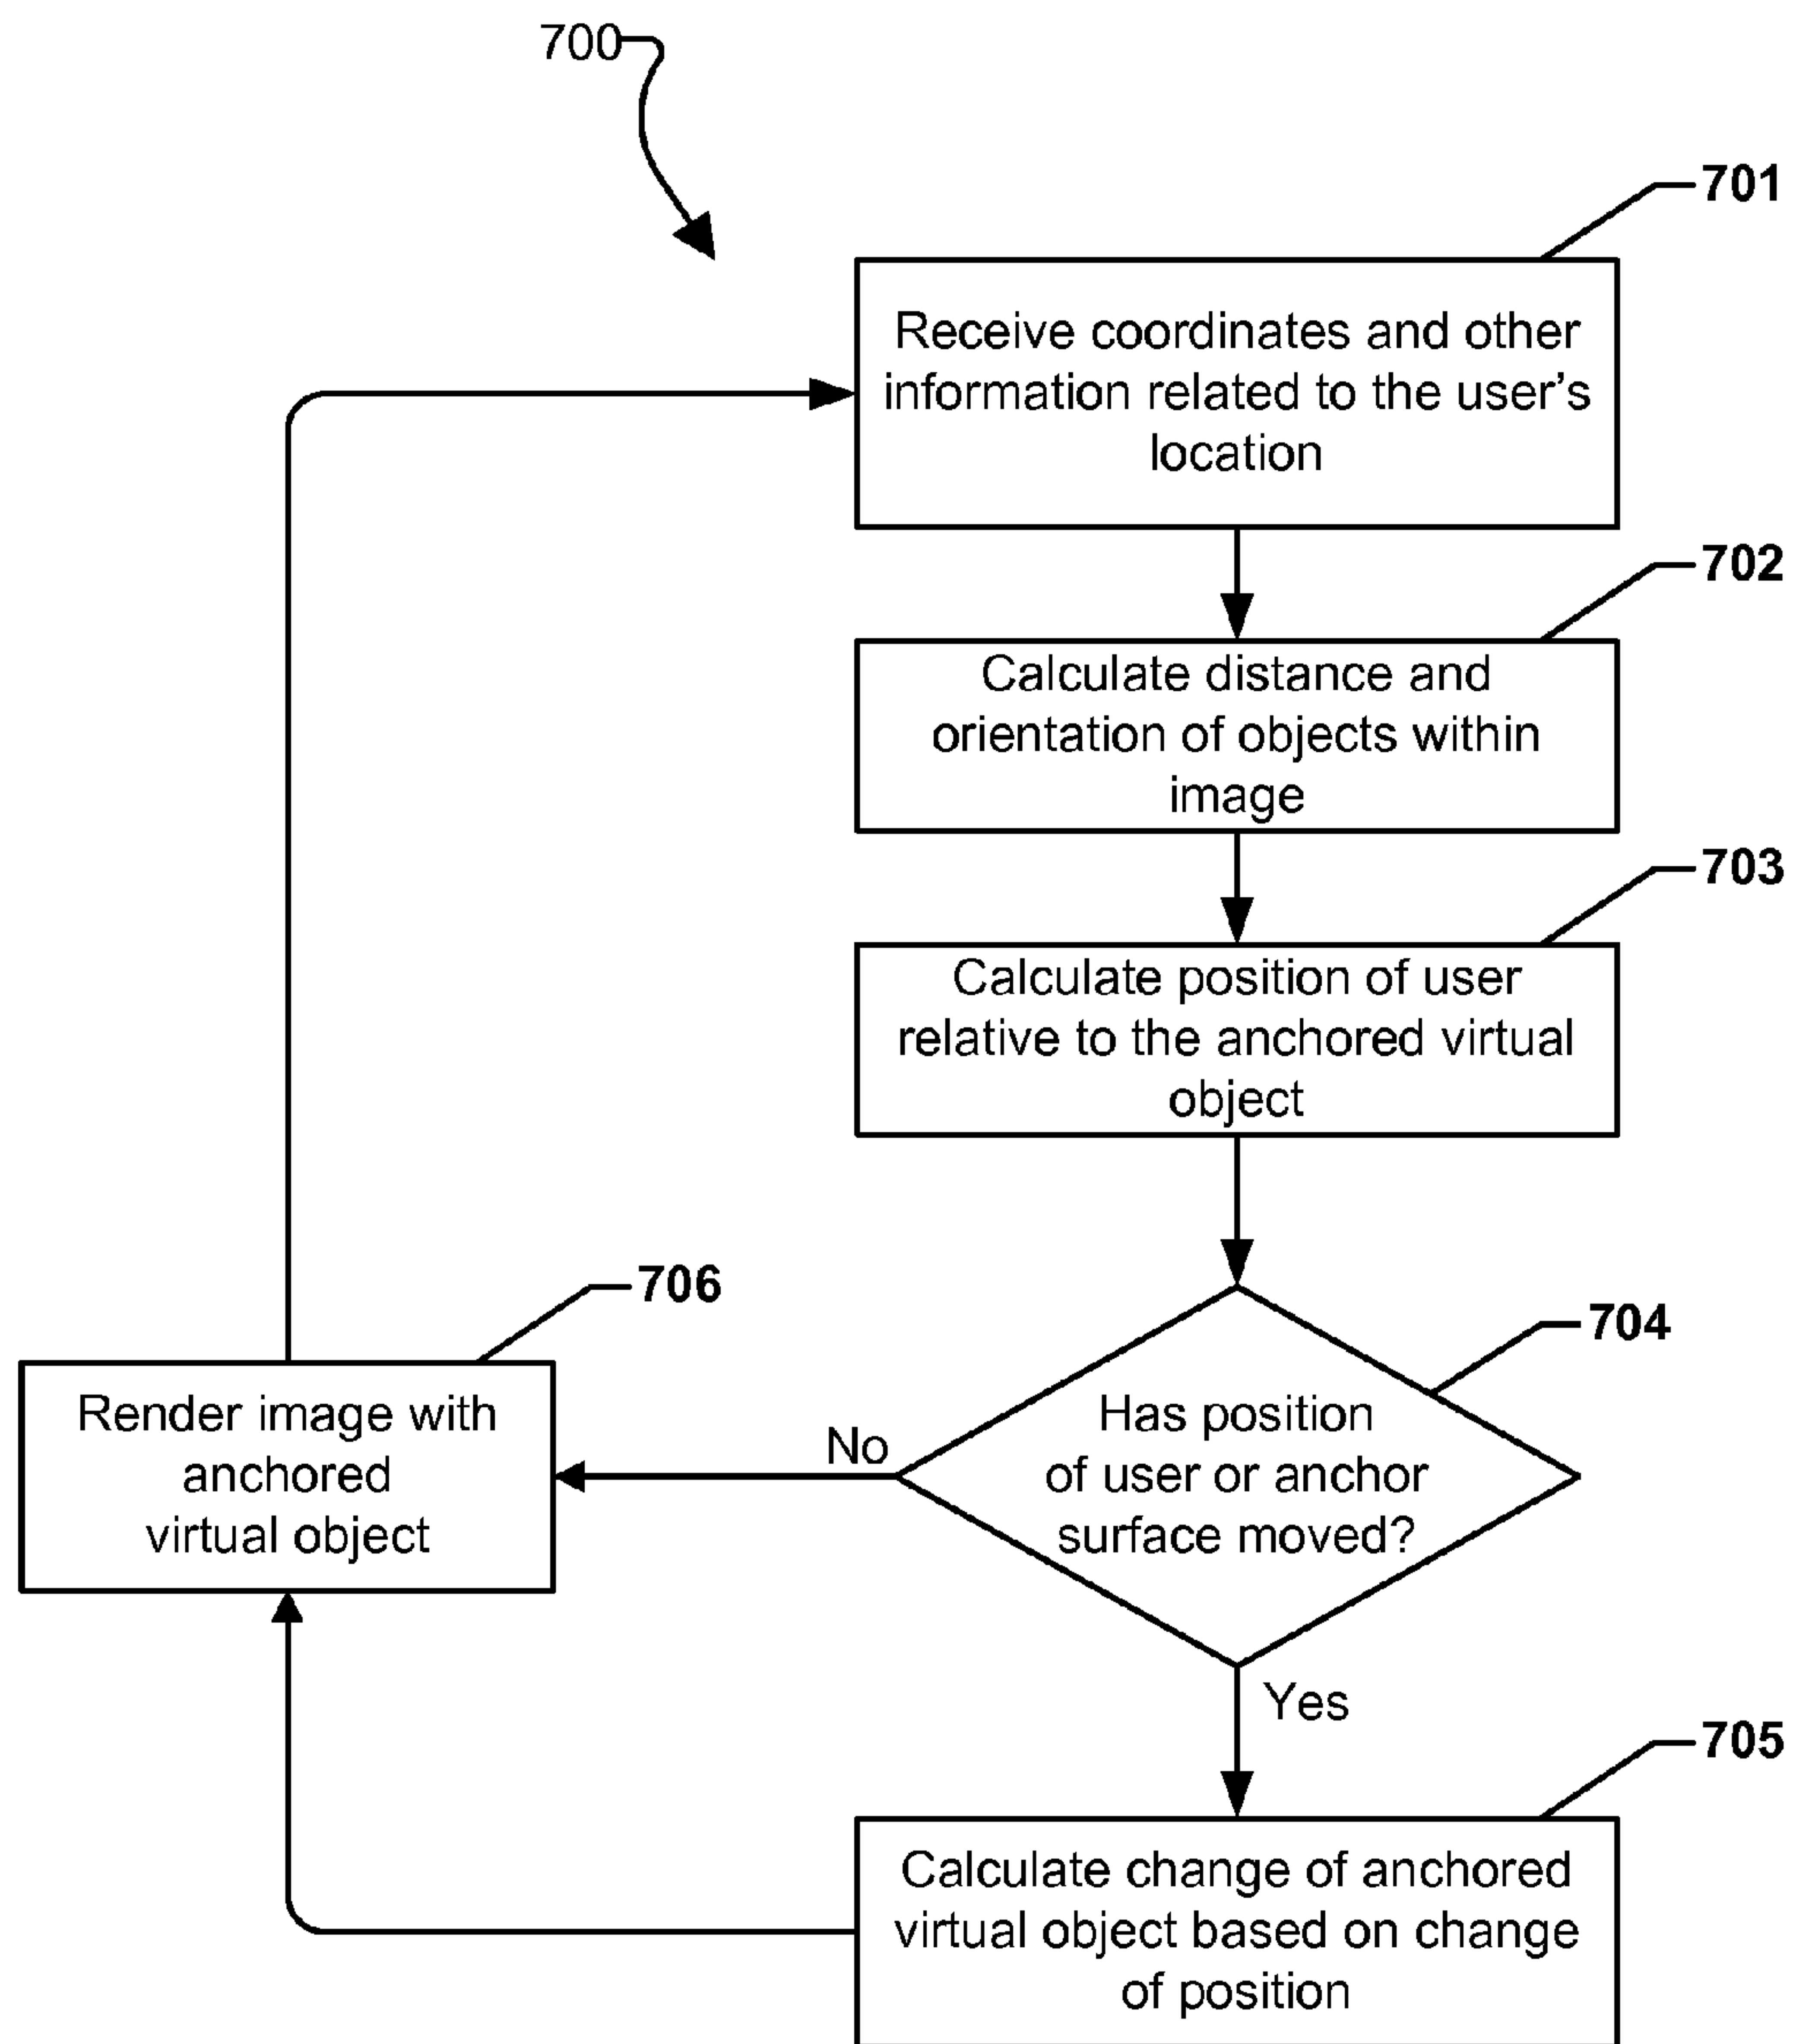 700
701
Receive coordinates and other
information related to the user’s
location
702
Calculate distance and
orientation of objects within
image
703
Calculate position of user
relative to the anchored virtual
object
706
704
Render image with
anchored
virtual object
No
Has position
of user or anchor
surface moved?
Yes
705
Calculate change of anchored
virtual object based on change
of position